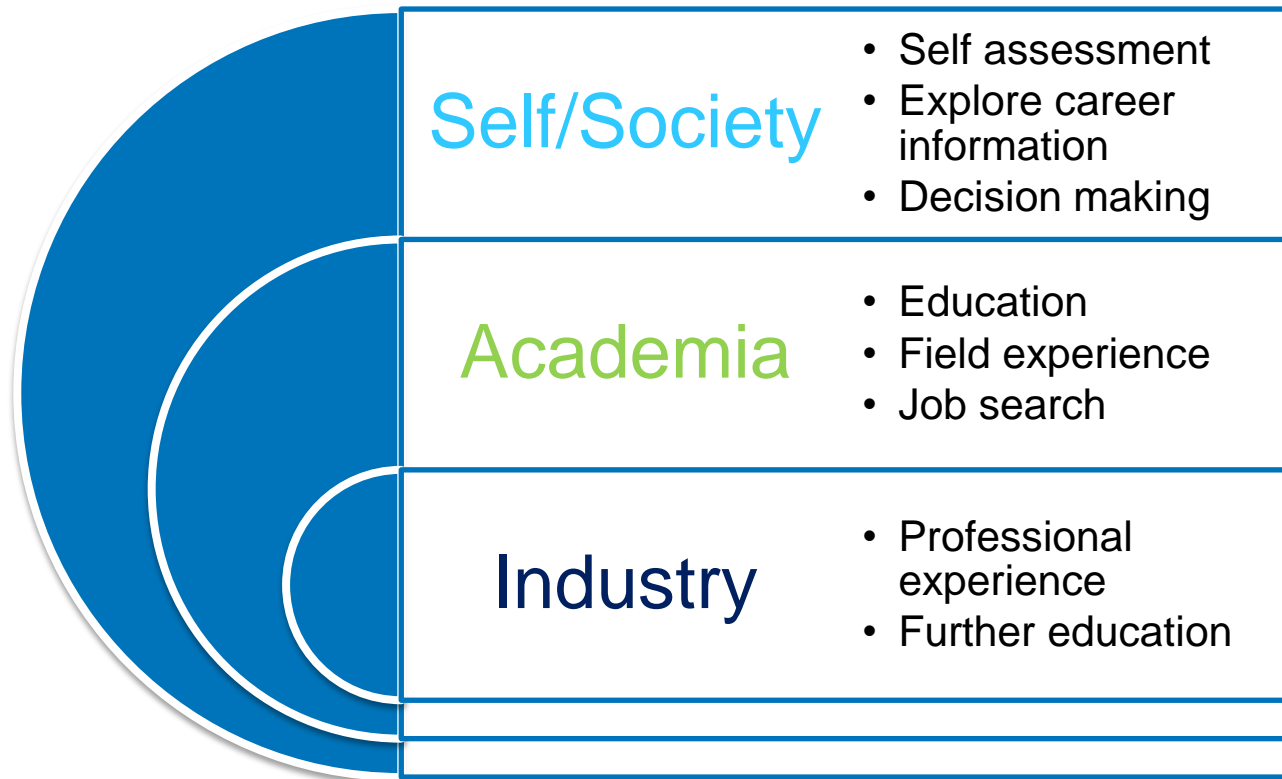 Self/Society
• Self assessment
• Explore career
information
• Decision making
Academia
• Education
• Field experience
• Job search
Industry
• Professional
experience
• Further education